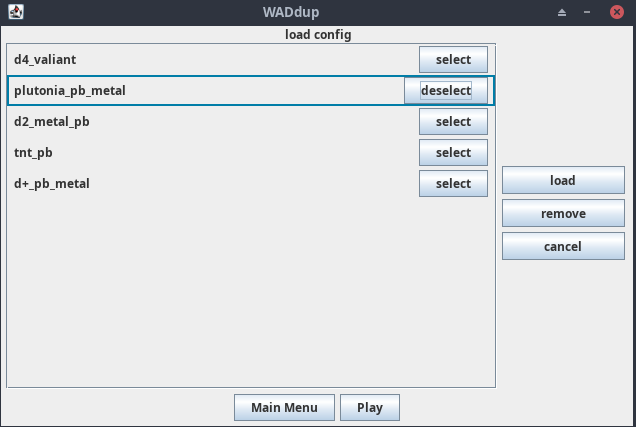 WADdup
load config
d4_valiant select
plutonia_pb_metal deselect
d2_metal_pb select
tnt_pb select
d+_pb_metal select
load
remove
cancel
Main Menu Play